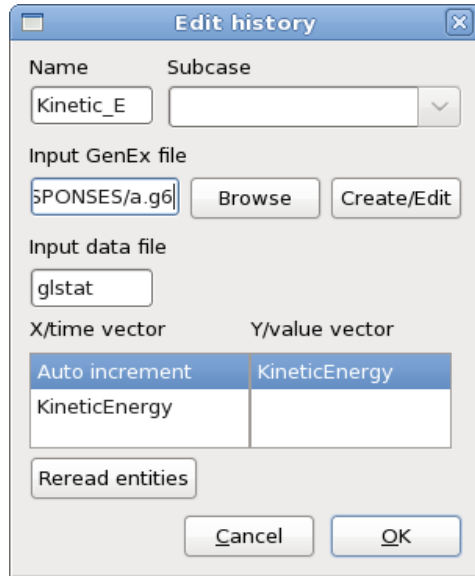 Edit history
Name Subcase
Kinetic_E
Input GenEx file
SPONSES/a.g6 Browse Create/Edit
Input data file
glstat
X/time vector Y/value vector
Auto increment KineticEnergy
KineticEnergy
Reread entities
Cancel OK